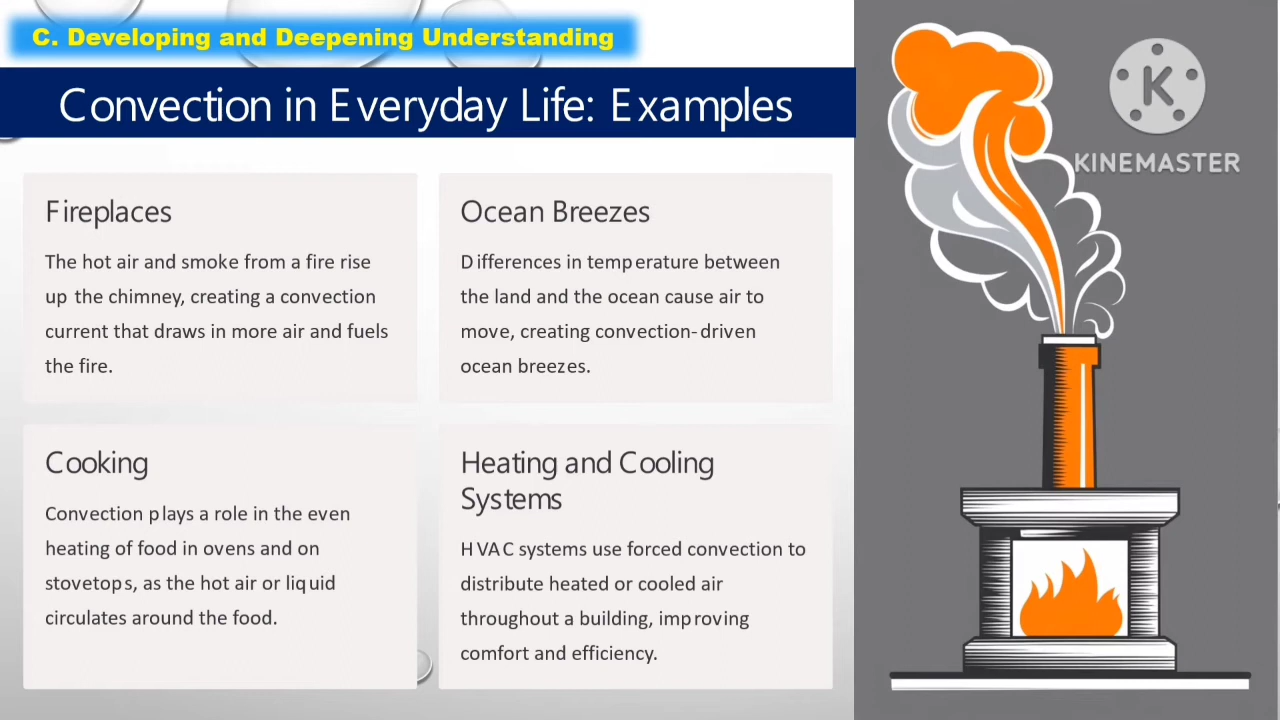 C. Developing and Deepening Understanding
Convection in Everyday Life: Examples
Fireplaces
The hot air and smoke from a fire rise
up the chimney, creating a convection
current that draws in more air and fuels
the fire.
Ocean Breezes
Differences in temperature between
the land and the ocean cause air to
move, creating convection-driven
ocean breezes.
Cooking
Convection plays a role in the even
heating of food in ovens and on
stovetops, as the hot air or liquid
circulates around the food.
Heating and Cooling
Systems
HVAC systems use forced convection to
distribute heated or cooled air
throughout a building, improving
comfort and efficiency.
K
KINEMASTER